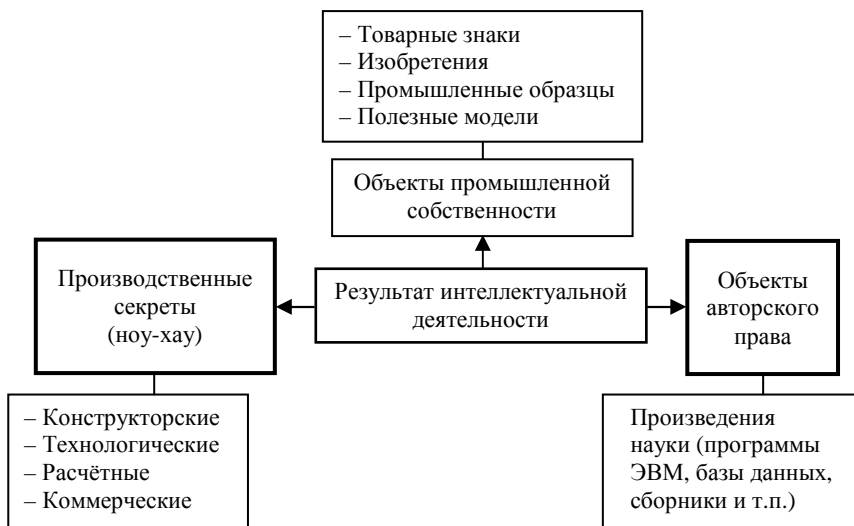 – Товарные знаки
– Изобретения
– Промышленные образцы
– Полезные модели
Объекты промышленной
собственности
Производственные
секреты
(ноу-хау)
Результат интеллектуальной
деятельности
Объекты
авторского
права
– Конструкторские
– Технологические
– Расчётные
– Коммерческие
Произведения
науки (программы
ЭВМ, базы данных,
сборники и т.п.)